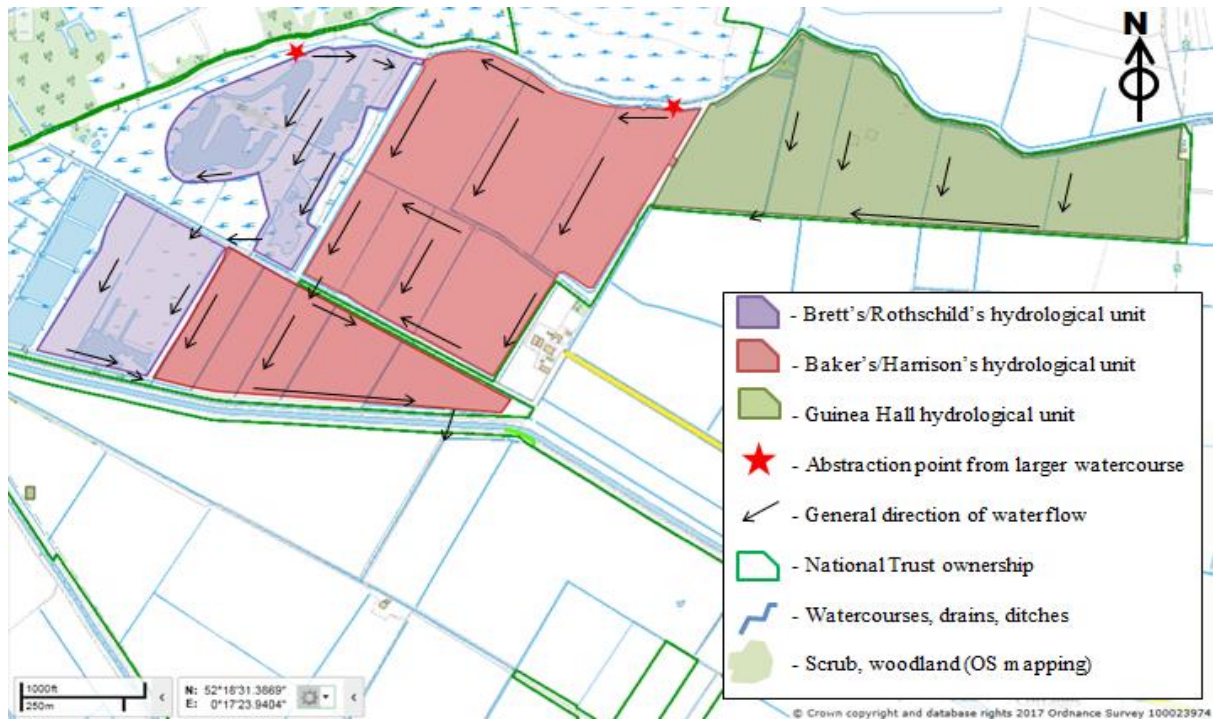 N
- Brett's/Rothschild's hydrological unit
- Baker's/Harrison's hydrological unit
- Guinea Hall hydrological unit
- Abstraction point from larger watercourse
- General direction of waterflow
- National Trust ownership
- Watercourses, drains, ditches
- Scrub, woodland (OS mapping)
1000ft
250m
N: 52°18'31.3869"
E: 0°17'23.9404"
© Crown copyright and database rights 2017 Ordnance Survey 100023974